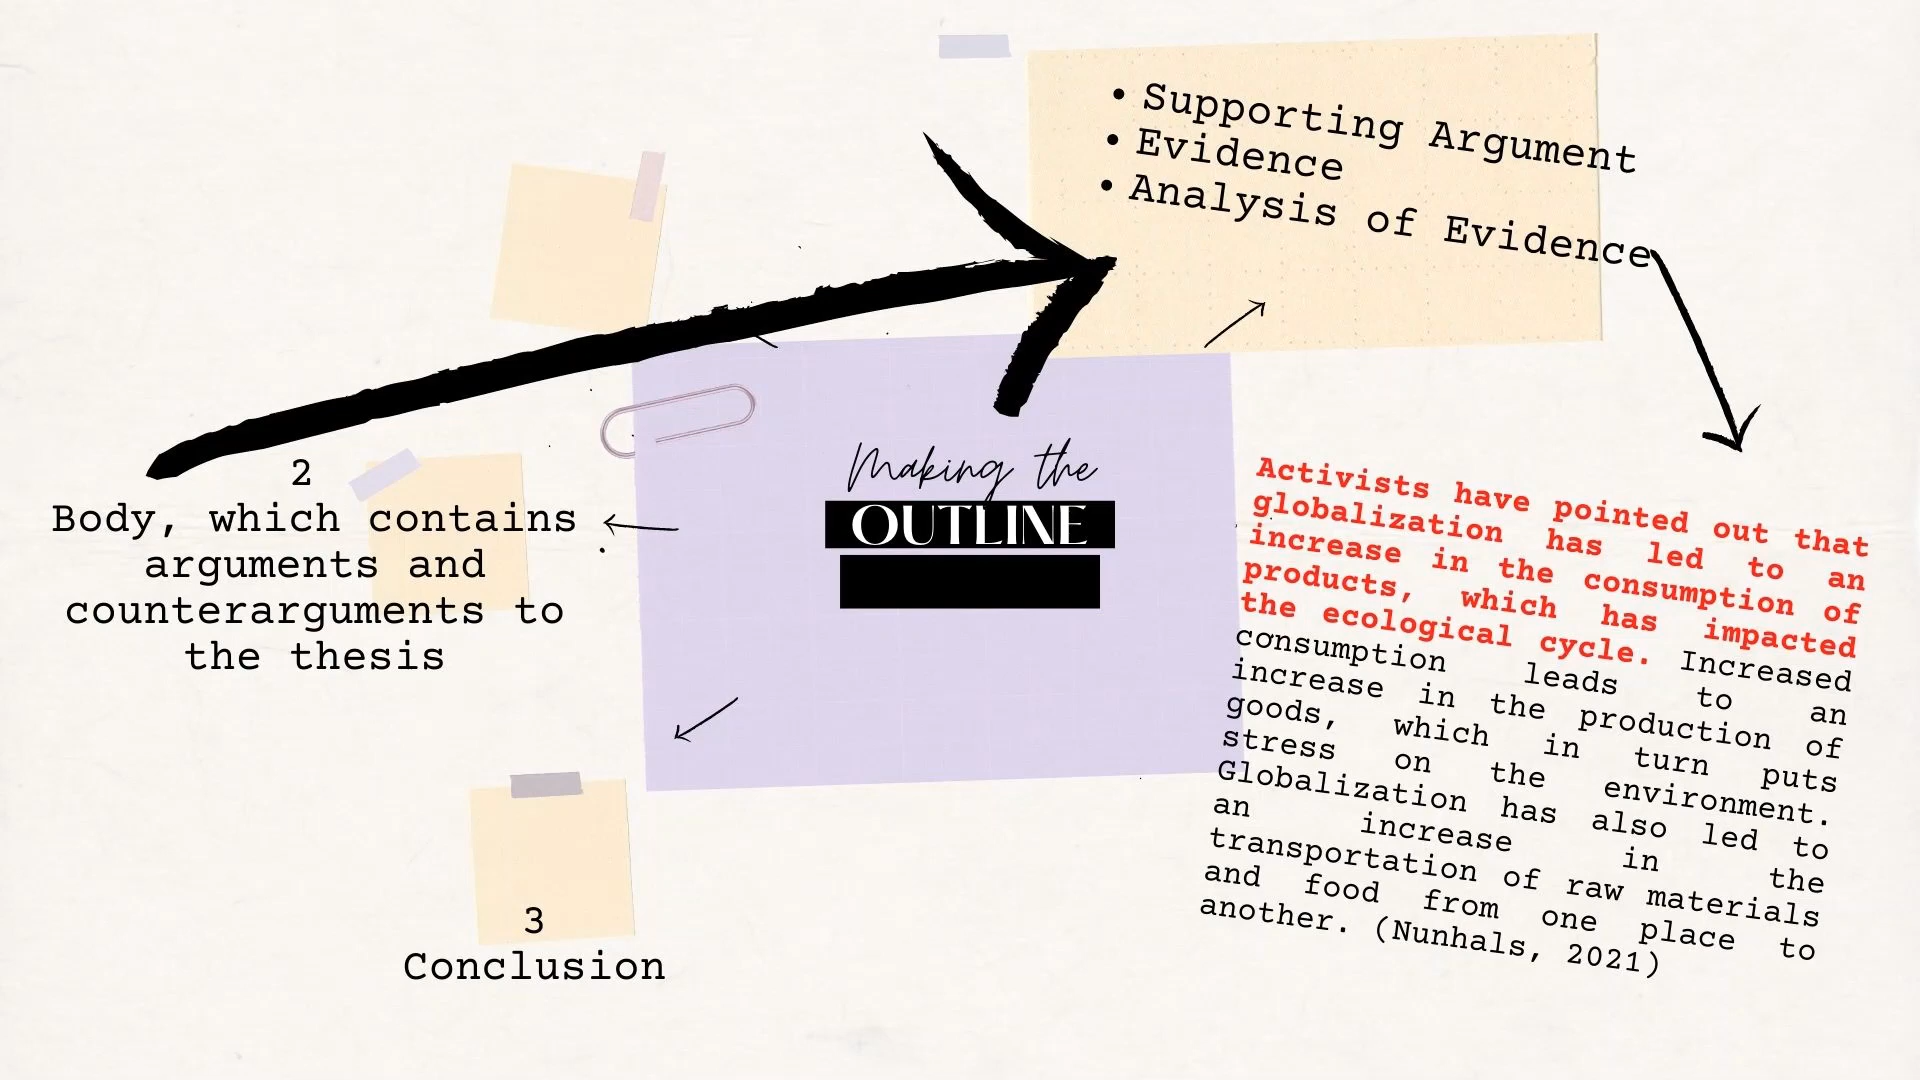 • Supporting Argument
• Evidence
• Analysis of Evidence
Making the
OUTLINE
2
Body, which contains
arguments and
counterarguments to
the thesis
3
Conclusion
Activists have pointed out that
globalization has led to an
increase in the consumption of
products, which has impacted
the ecological cycle. Increased
consumption leads to an
increase in the production of
goods, which in turn puts
stress on the environment.
Globalization has also led to
an increase in the
transportation of raw materials
and food from one place to
another. (Nunhals, 2021)